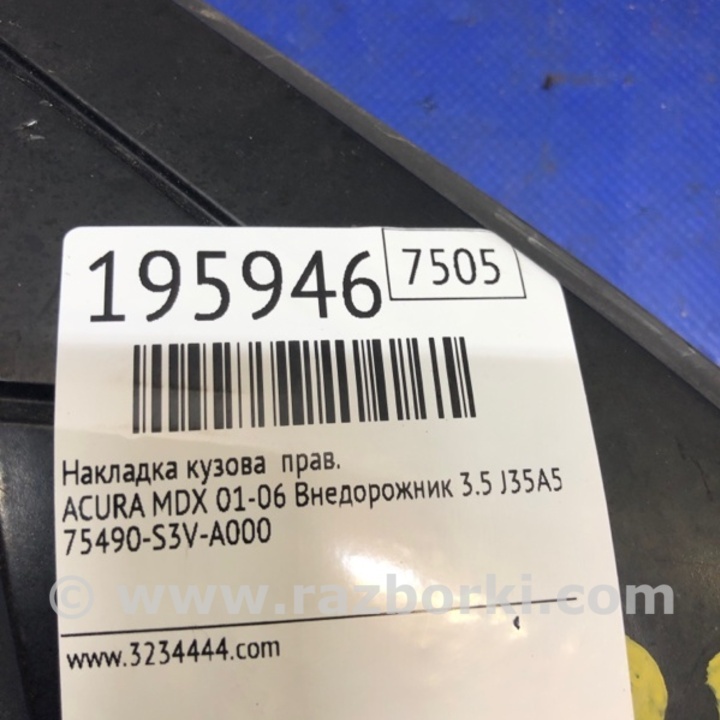 195946
7505
Накладка кузова прав.
ACURA MDX 01-06 Внедорожник 3.5 J35A5
75490-S3V-A000
© www.razborki.com
www.3234444.com